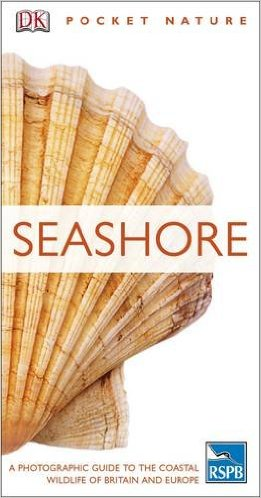 DK POCKET NATURE
SEASHORE
A PHOTOGRAPHIC GUIDE TO THE COASTAL
WILDLIFE OF BRITAIN AND EUROPE
RSPB